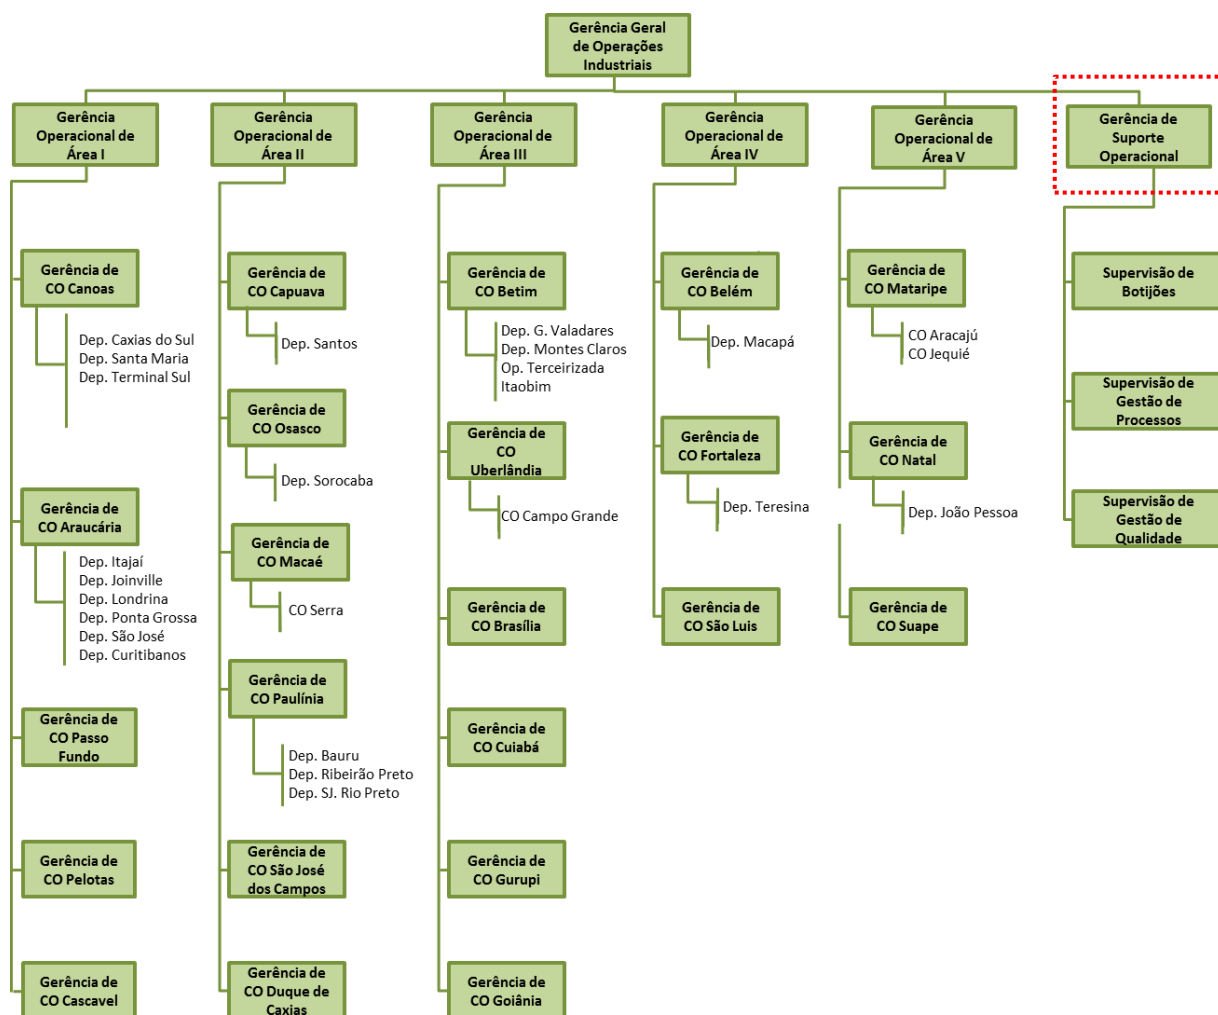 Gerência Geral
de Operações
Industriais
Gerência
Operacional de
Área I
Gerência
Operacional de
Área II
Gerência
Operacional de
Área III
Gerência
Operacional de
Área IV
Gerência
Operacional de
Área V
Gerência de
Suporte
Operacional
Gerência de
CO Canoas
Dep. Caxias do Sul
Dep. Santa Maria
Dep. Terminal Sul
Gerência de
CO Araucária
Dep. Itajaí
Dep. Joinville
Dep. Londrina
Dep. Ponta Grossa
Dep. São José
Dep. Curitibanos
Gerência de
CO Passo
Fundo
Gerência de
CO Pelotas
Gerência de
CO Cascavel
Gerência de
CO Capuava
Dep. Santos
Gerência de
CO Osasco
Dep. Sorocaba
Gerência de
CO Macaé
CO Serra
Gerência de
CO Paulínia
Dep. Bauru
Dep. Ribeirão Preto
Dep. SJ. Rio Preto
Gerência de
CO São José
dos Campos
Gerência de
CO Duque de
Caxias
Gerência de
CO Betim
Dep. G. Valadares
Dep. Montes Claros
Op. Terceirizada
Itaobim
Gerência de
CO
Uberlândia
CO Campo Grande
Gerência de
CO Brasília
Gerência de
CO Cuiabá
Gerência de
CO Gurupi
Gerência de
CO Goiânia
Gerência de
CO Belém
Dep. Macapá
Gerência de
CO Fortaleza
Dep. Teresina
Gerência de
CO São Luis
Gerência de
CO Mataripe
CO Aracajú
CO Jequié
Gerência de
CO Natal
Dep. João Pessoa
Gerência de
CO Suape
Supervisão de
Botijões
Supervisão de
Gestão de
Processos
Supervisão de
Gestão de
Qualidade